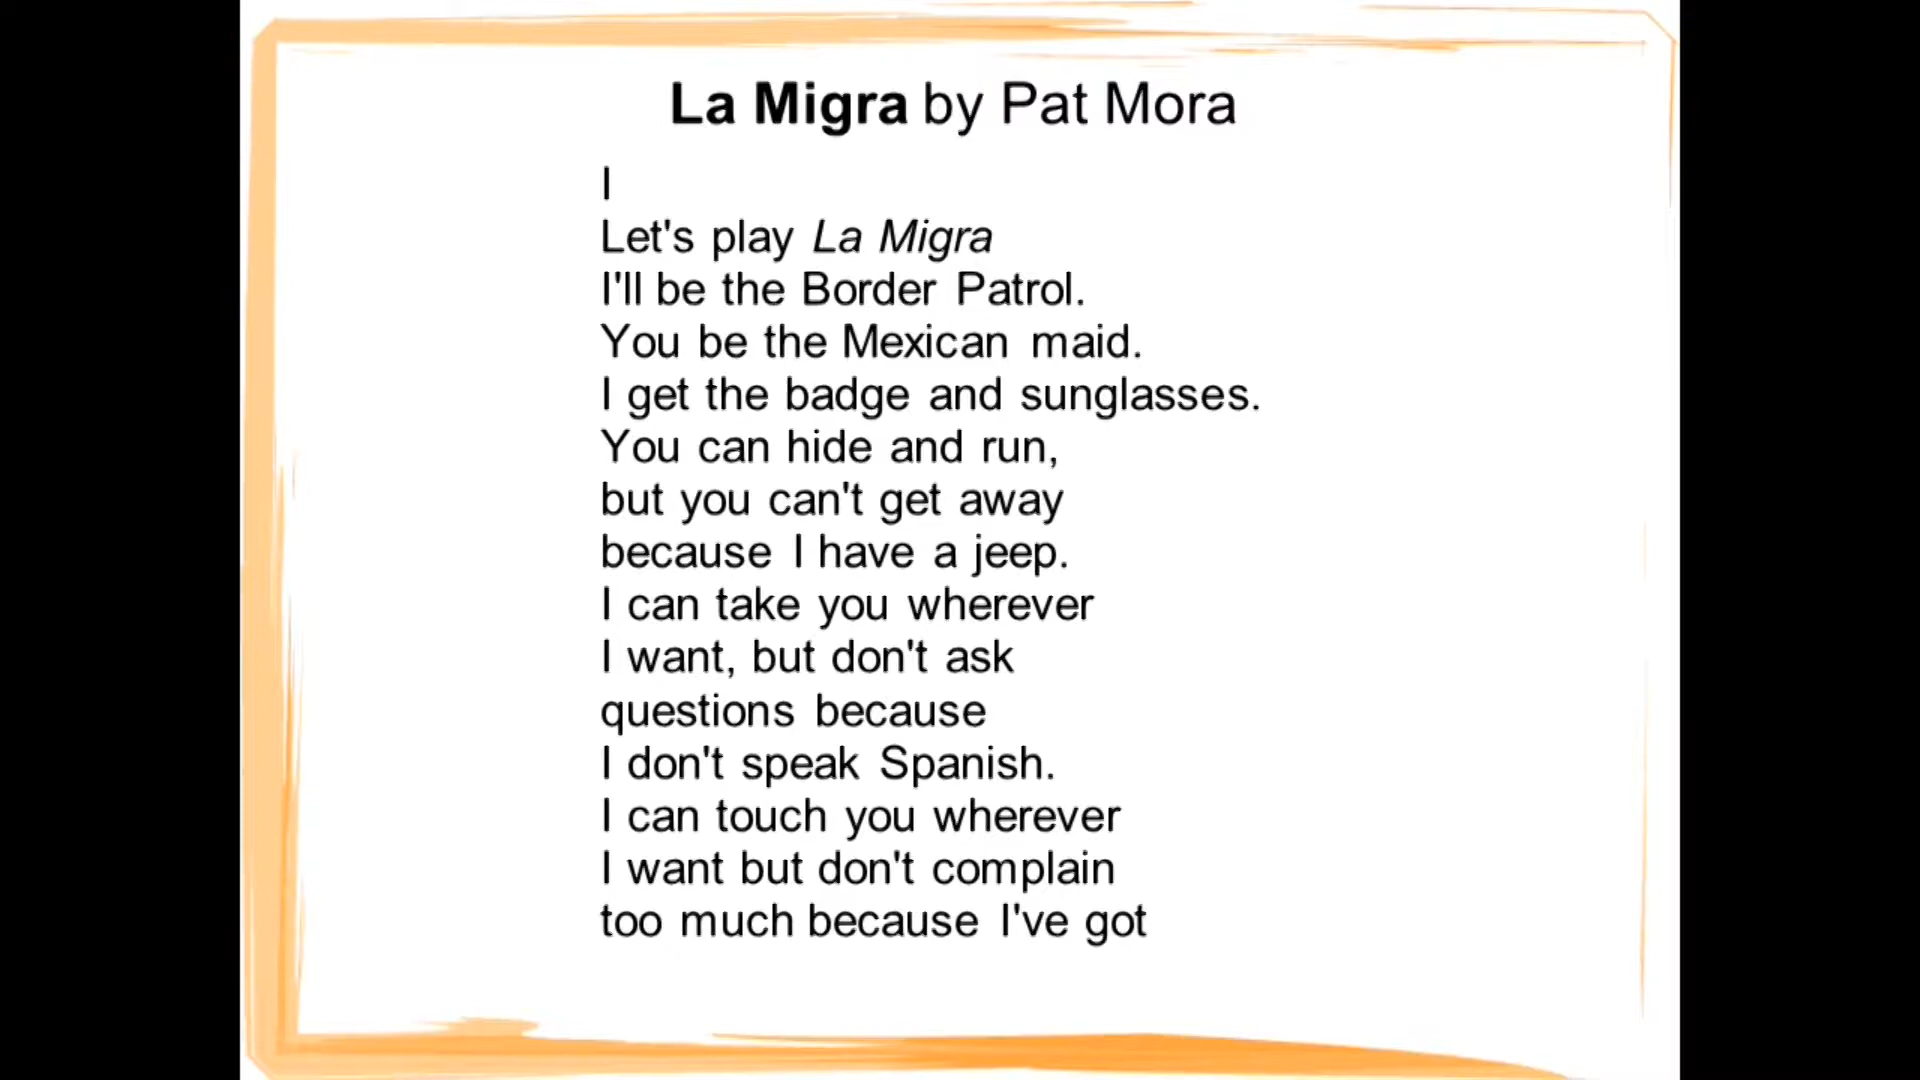 La Migra by Pat Mora
I
Let's play La Migra
I'll be the Border Patrol.
You be the Mexican maid.
I get the badge and sunglasses.
You can hide and run,
but you can't get away
because I have a jeep.
I can take you wherever
I want, but don't ask
questions because
I don't speak Spanish.
I can touch you wherever
I want but don't complain
too much because I've got